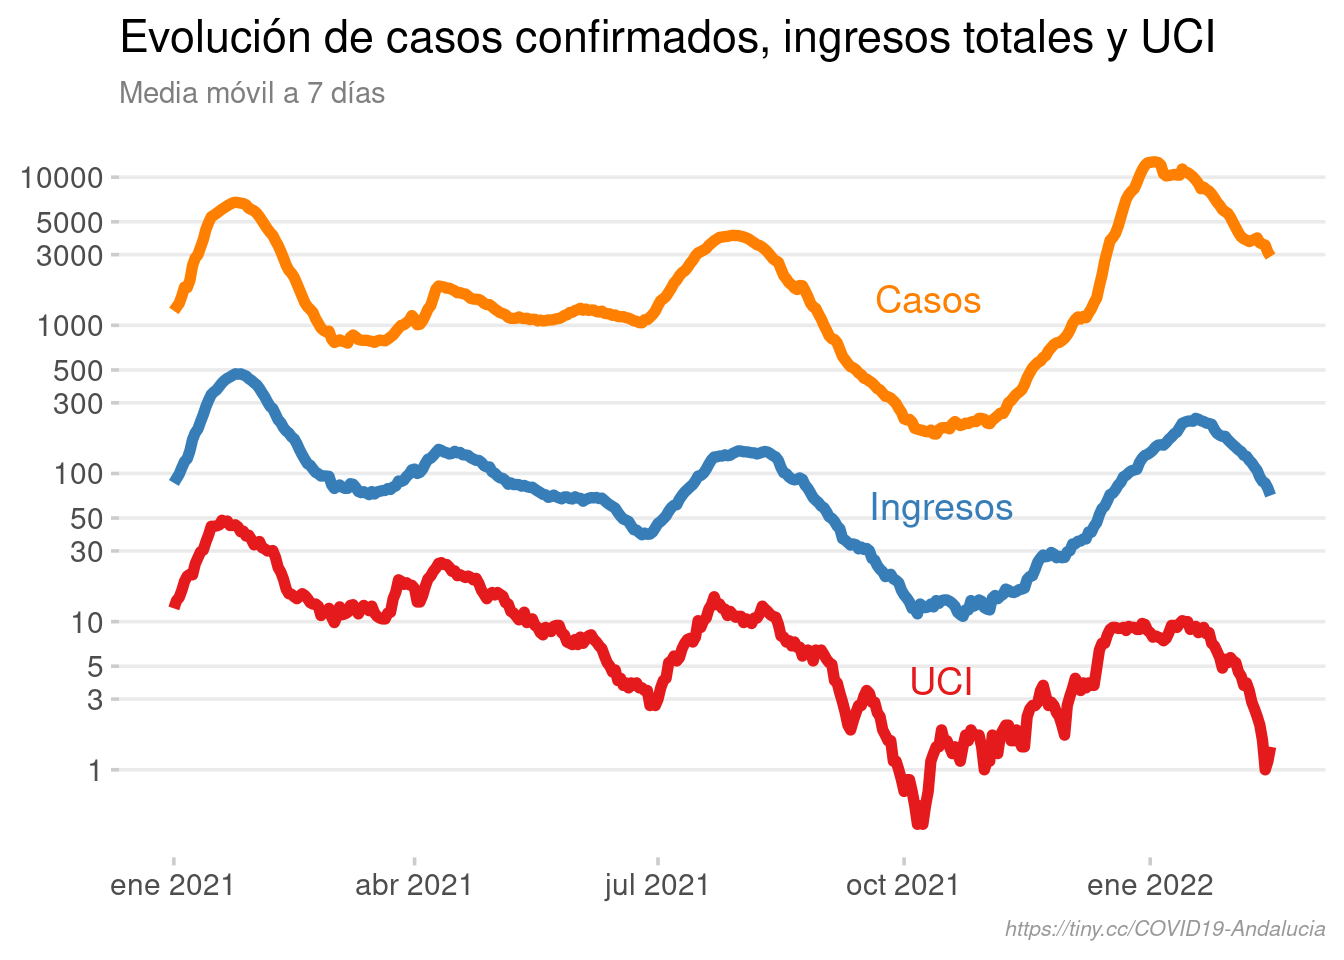 Evolución de casos confirmados, ingresos totales y UCI
Media móvil a 7 días
10000
5000
3000
1000
500
300
100
50
30
10
5
3
1
Casos
Ingresos
UCI
ene 2021
abr 2021
jul 2021
oct 2021
ene 2022
https://tiny.cc/COVID19-Andalucia